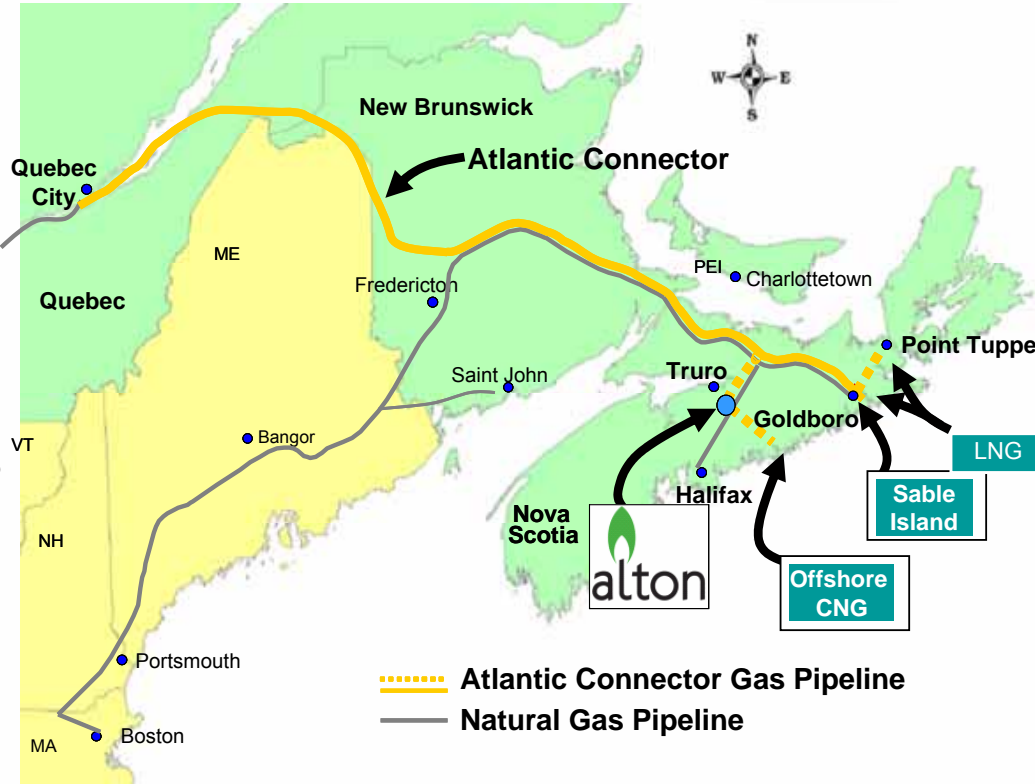 N
W E
S
New Brunswick
Atlantic Connector
Quebec
City
ME
PEI
Charlottetown
Fredericton
Quebec
Point Tuppe
Truro
Saint John
Goldboro
VT
Bangor
LNG
Halifax
Sable
Island
Nova
Scotia
NH
alton
Offshore
CNG
Portsmouth
Atlantic Connector Gas Pipeline
Natural Gas Pipeline
MA
Boston